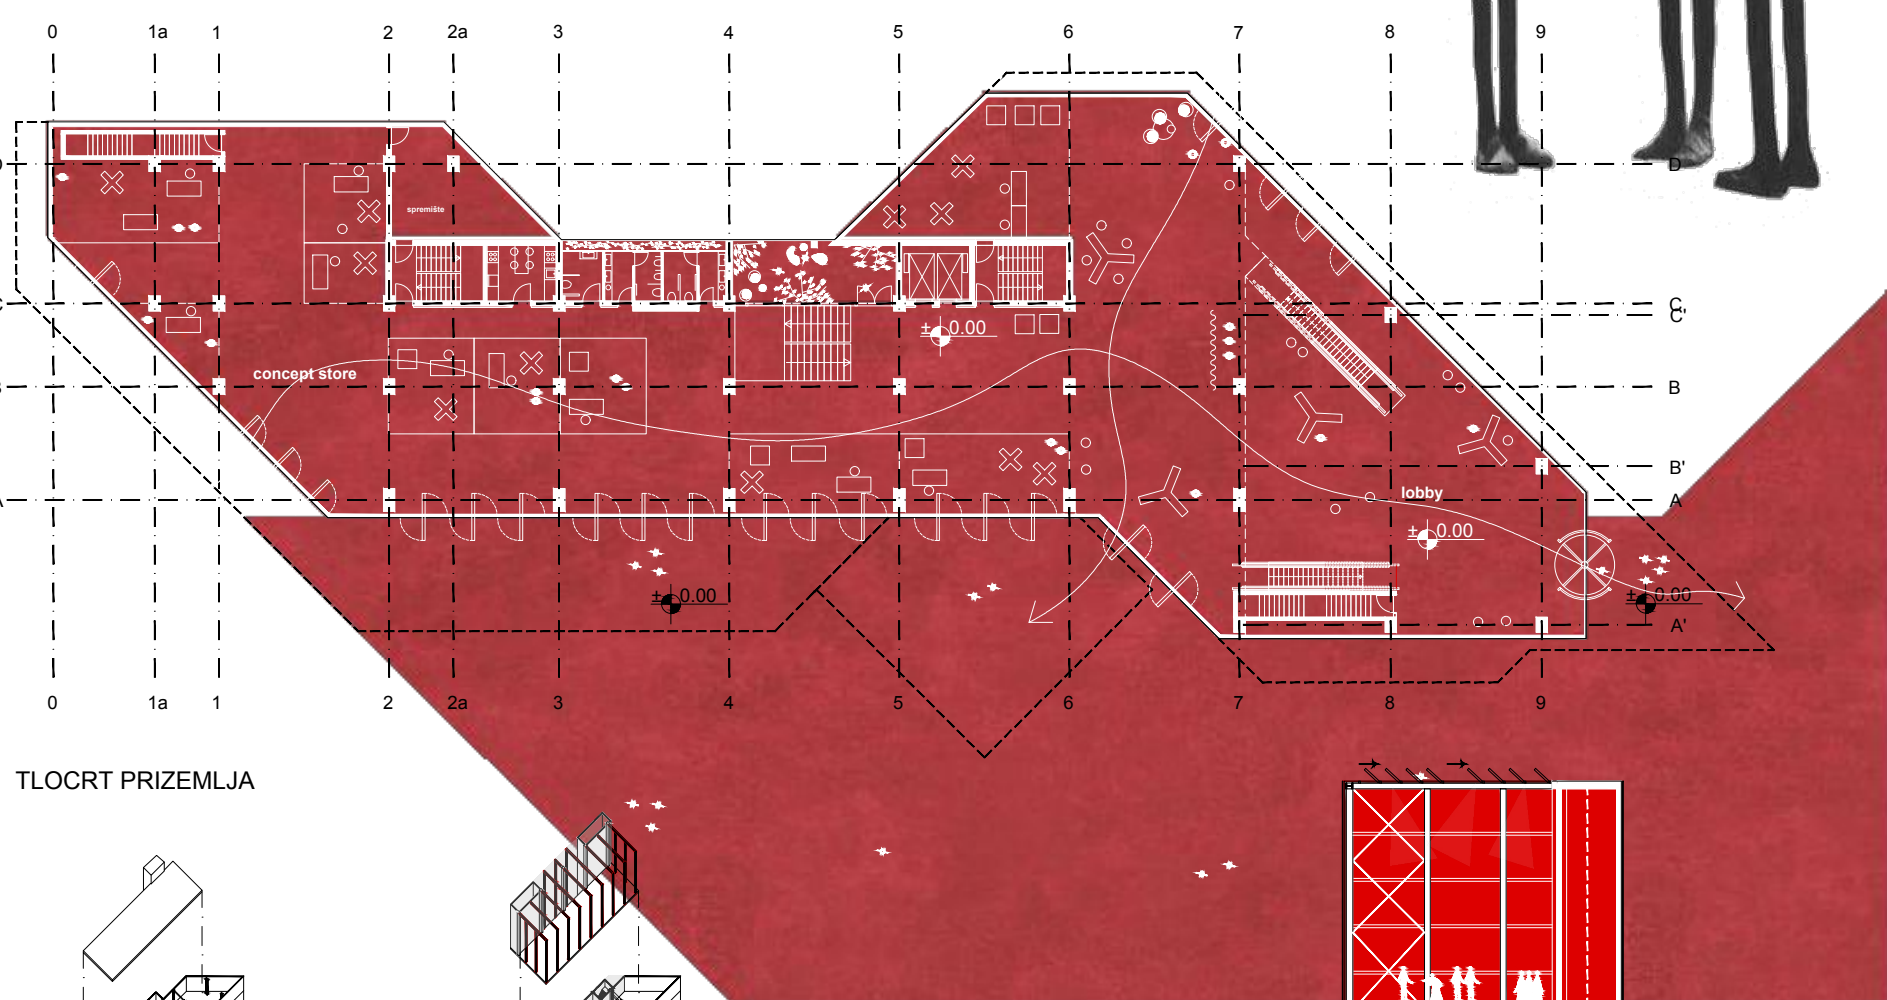 0 1a 1 2 2a 3 4 5 6 7 8 9
D
spremište
C
C'
± 0.00
concept store
B
B'
lobby
A
± 0.00
± 0.00
± 0.00
A'
0 1a 1 2 2a 3 4 5 6 7 8 9
TLOCRT PRIZEMLJA